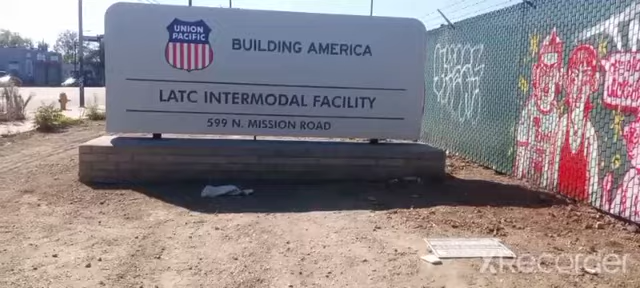 UNION
PACIFIC
BUILDING AMERICA
LATC INTERMODAL FACILITY
599 N. MISSION ROAD
XRecorder